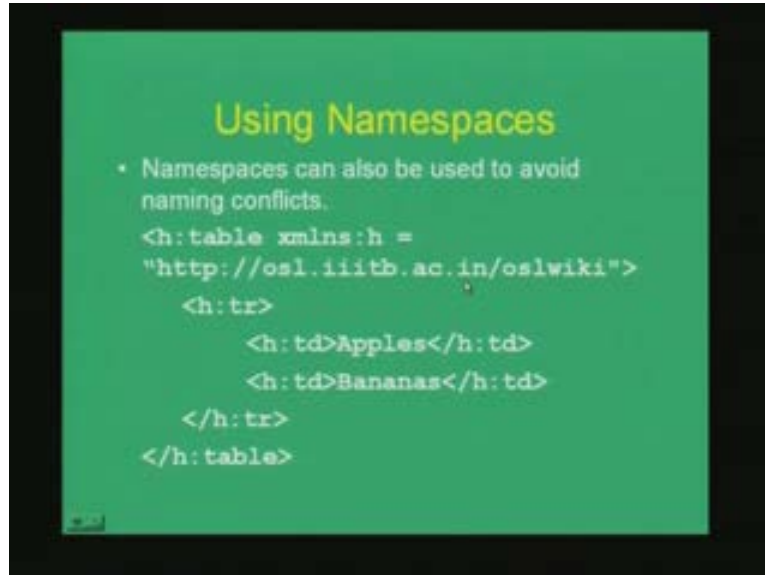 Using Namespaces
• Namespaces can also be used to avoid
naming conflicts.
<h:table xmlns:h =
"http://osl.iiitb.ac.in/oslwiki">
<h:tr>
<h:td>Apples</h:td>
<h:td>Bananas</h:td>
</h:tr>
</h:table>